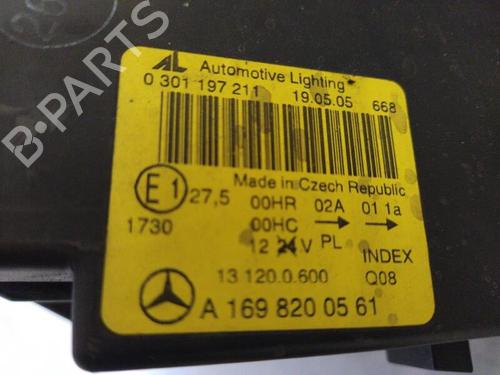 AL Automotive Lighting
0 301 197 211 19.05.05 668
Made in Czech Republic
E1 27,5 00HR 02A 01 1a
1730 00HC → →
12 24 V PL INDEX
13 120.0.600 Q08
A 169 820 05 61
B-PARTS